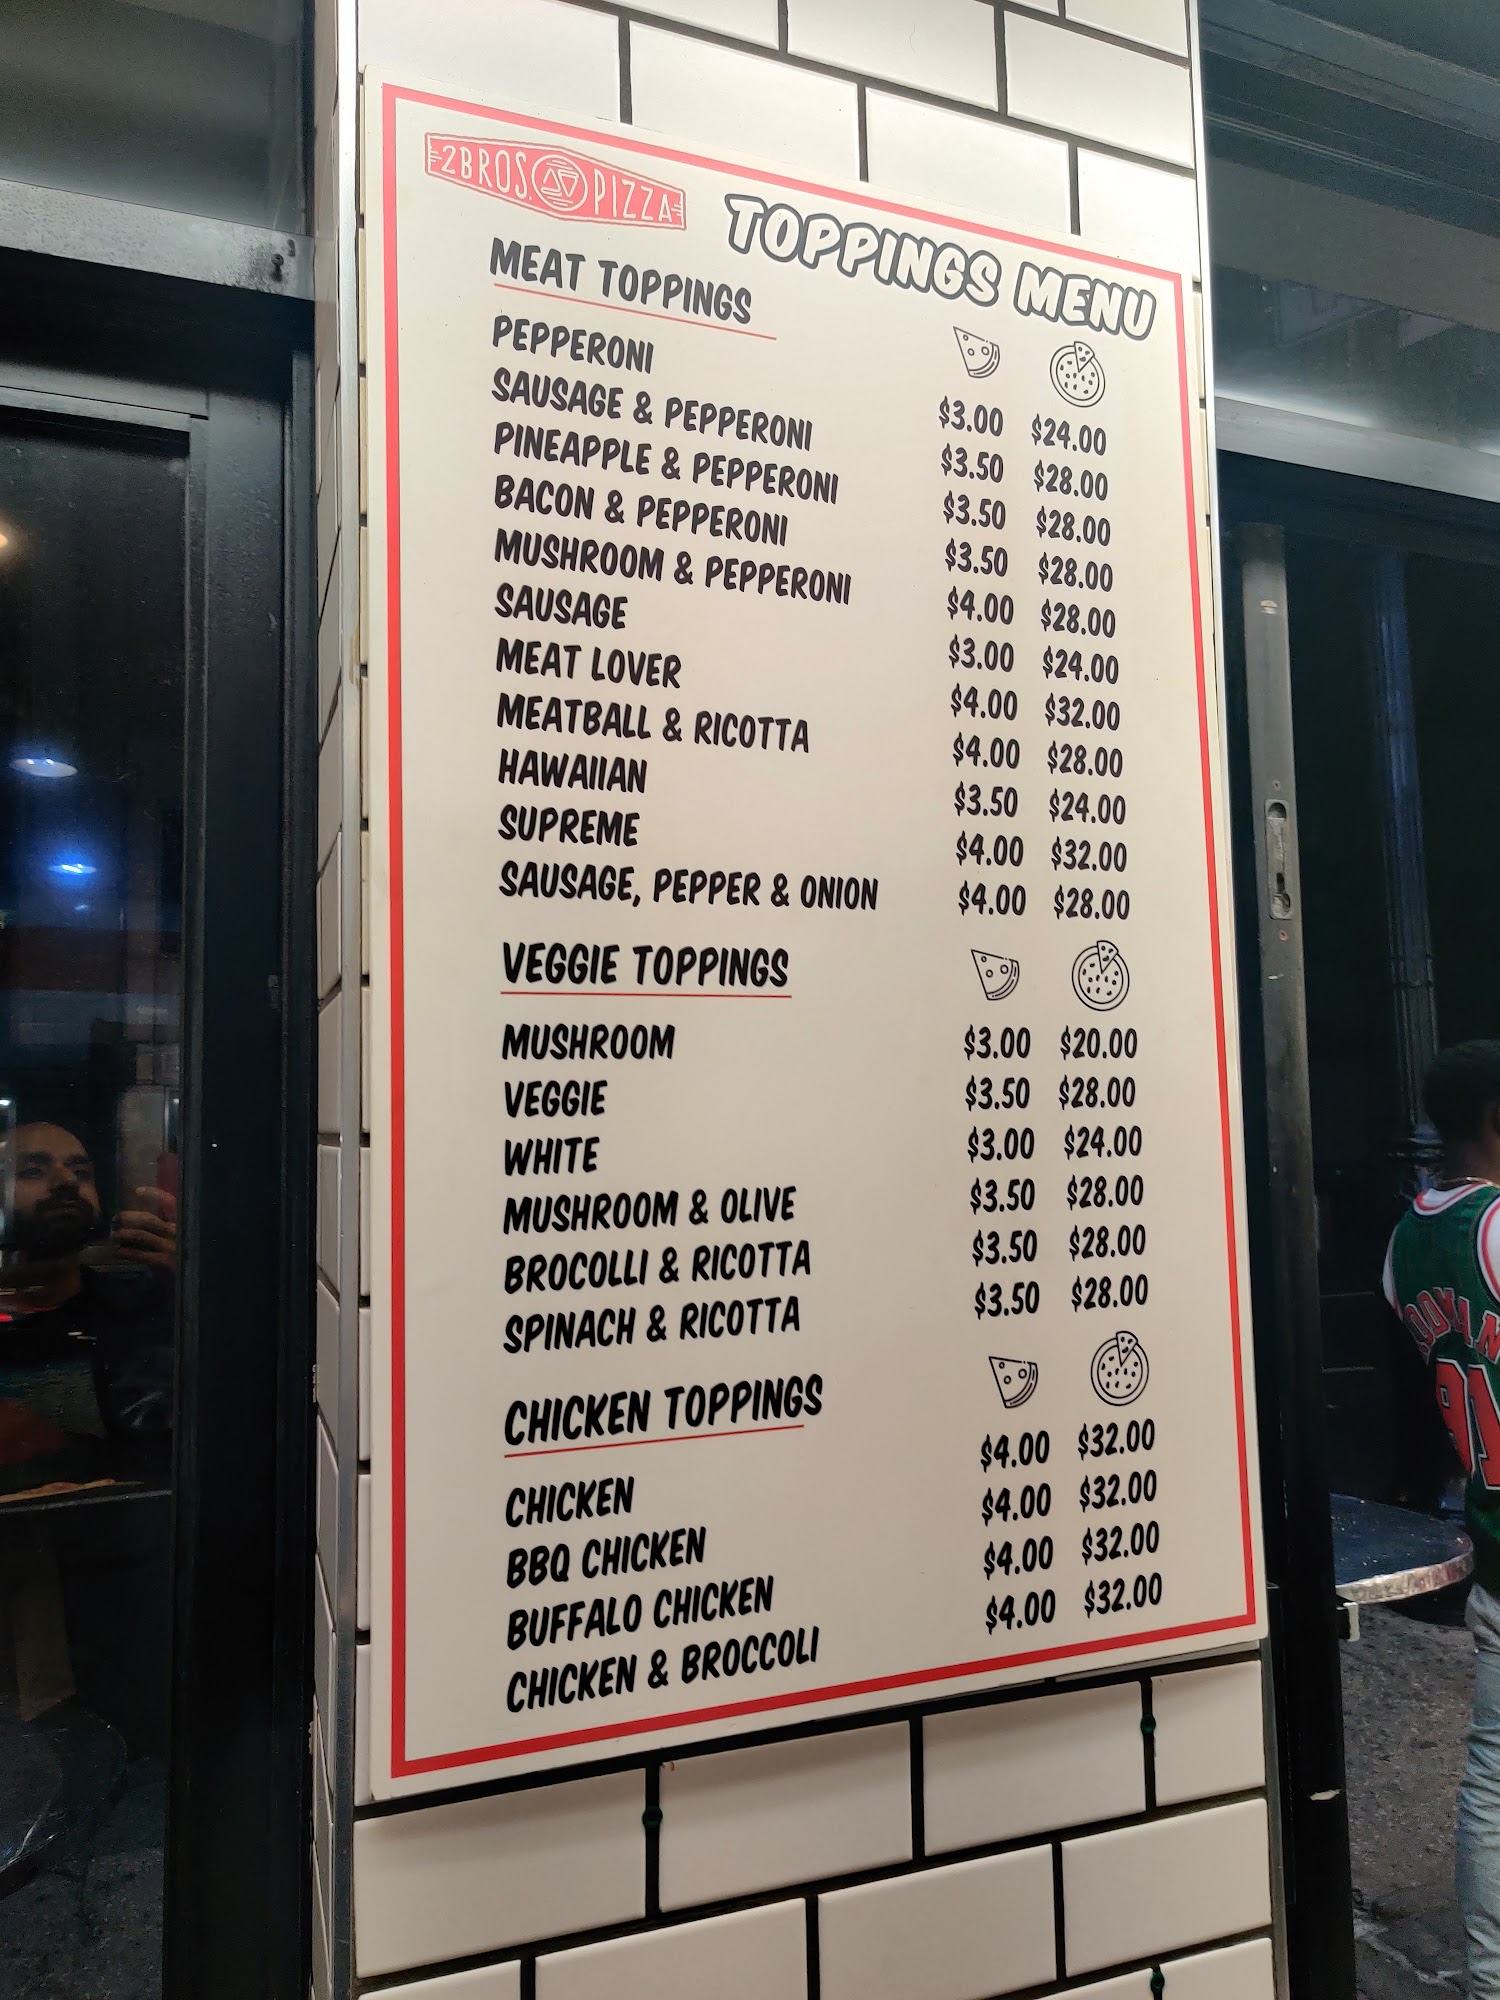 2BROS. PIZZA
TOPPINGS MENU
MEAT TOPPINGS
PEPPERONI $3.00 $24.00
SAUSAGE & PEPPERONI $3.50 $28.00
PINEAPPLE & PEPPERONI $3.50 $28.00
BACON & PEPPERONI $3.50 $28.00
MUSHROOM & PEPPERONI $4.00 $28.00
SAUSAGE $3.00 $24.00
MEAT LOVER $4.00 $32.00
MEATBALL & RICOTTA $4.00 $28.00
HAWAIIAN $3.50 $24.00
SUPREME $4.00 $32.00
SAUSAGE, PEPPER & ONION $4.00 $28.00
VEGGIE TOPPINGS
MUSHROOM $3.00 $20.00
VEGGIE $3.50 $28.00
WHITE $3.00 $24.00
MUSHROOM & OLIVE $3.50 $28.00
BROCOLLI & RICOTTA $3.50 $28.00
SPINACH & RICOTTA $3.50 $28.00
CHICKEN TOPPINGS
CHICKEN $4.00 $32.00
BBQ CHICKEN $4.00 $32.00
BUFFALO CHICKEN $4.00 $32.00
CHICKEN & BROCCOLI $4.00 $32.00
91